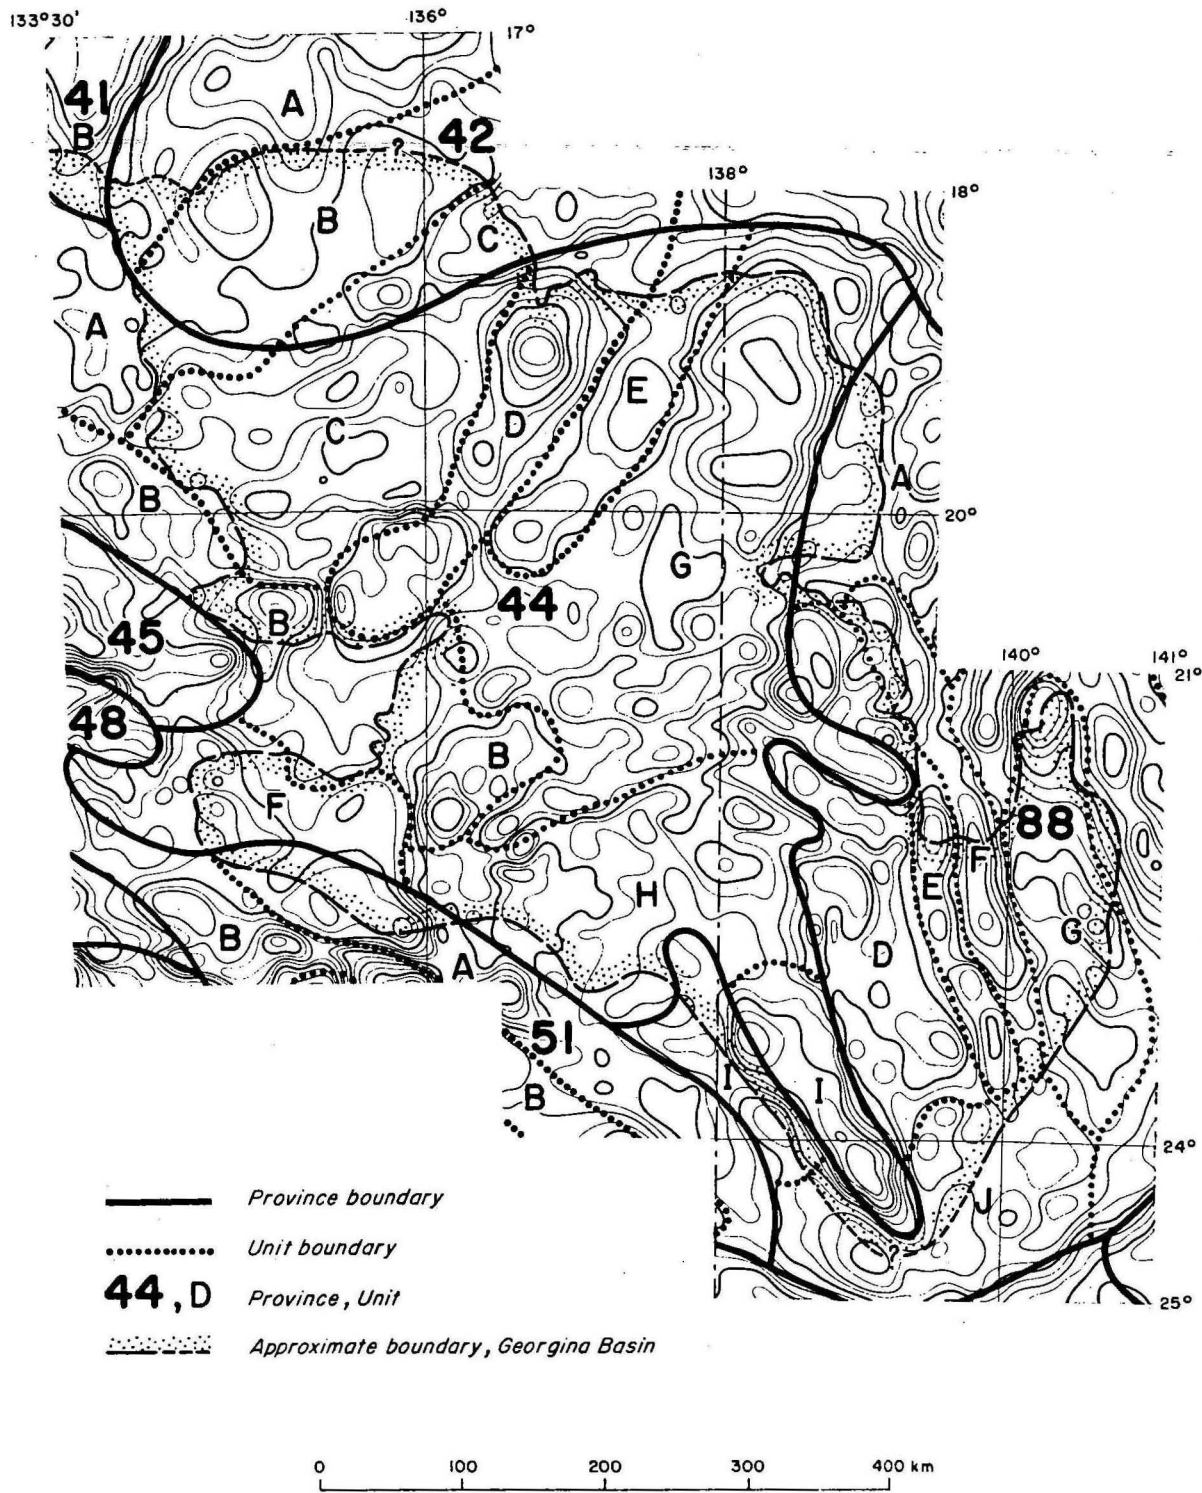 133°30' 136° 17°
41
A
B
42
138° 18°
B
C
A
E
D
C
A
B
20°
G
44
B
45
140° 141°
21°
48
B
F
88
F
E
H
G
B
D
A
51
I
I
B
24°
J
?
?
25°
Province boundary
Unit boundary
44, D Province, Unit
Approximate boundary, Georgina Basin
0 100 200 300 400 km